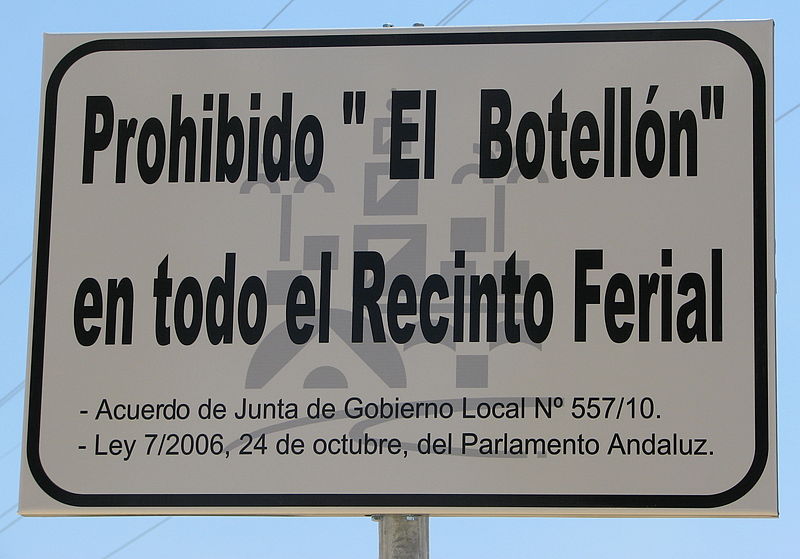 Prohibido " El Botellón"
en todo el Recinto Ferial
- Acuerdo de Junta de Gobierno Local Nº 557/10.
- Ley 7/2006, 24 de octubre, del Parlamento Andaluz.